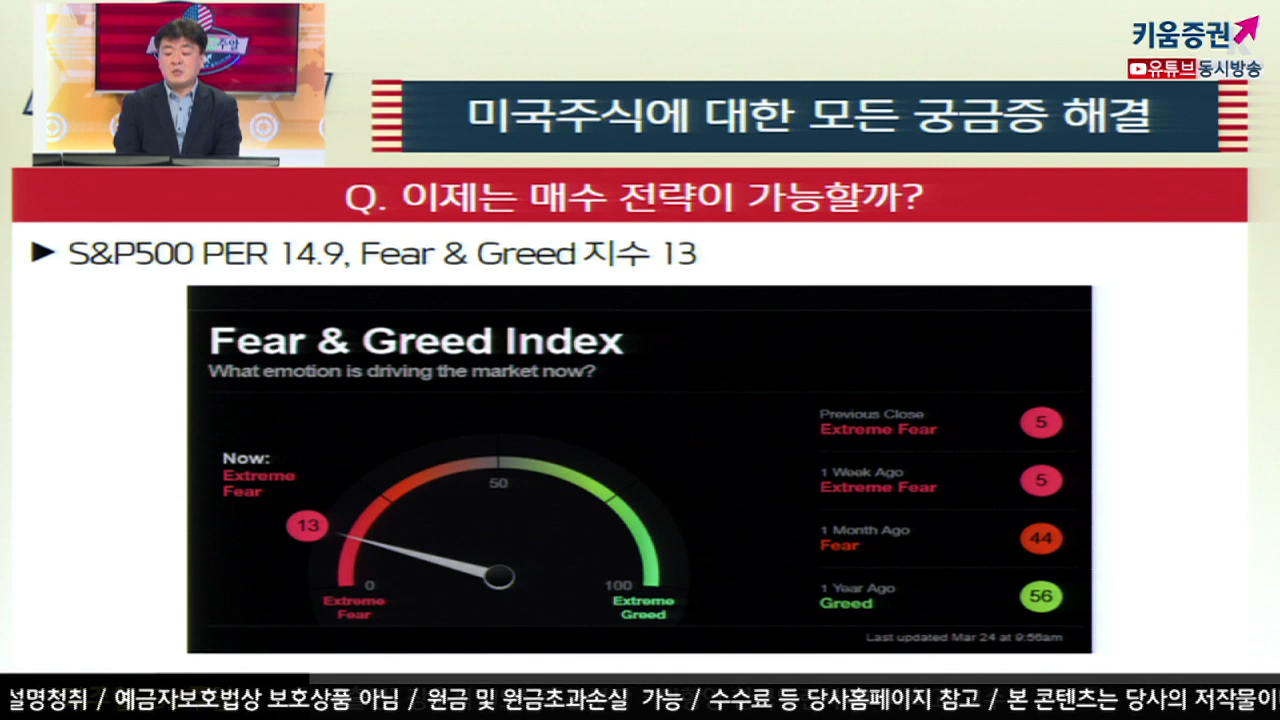 주앙
키움증권
유튜브 동시방송
미국주식에 대한 모든 궁금증 해결
Q. 이제는 매수 전략이 가능할까?
▶ S&P500 PER 14.9, Fear & Greed 지수 13
Fear & Greed Index
What emotion is driving the market now?
Now:
Extreme
Fear
13
0
50
100
Extreme
Fear
Extreme
Greed
Previous Close
Extreme Fear
5
1 Week Ago
Extreme Fear
5
1 Month Ago
Fear
44
1 Year Ago
Greed
56
Last updated Mar 24 at 9:56am
설명청취 / 예금자보호법상 보호상품 아님 / 원금 및 원금초과손실 가능 / 수수료 등 당사홈페이지 참고 / 본 콘텐츠는 당사의 저작물이